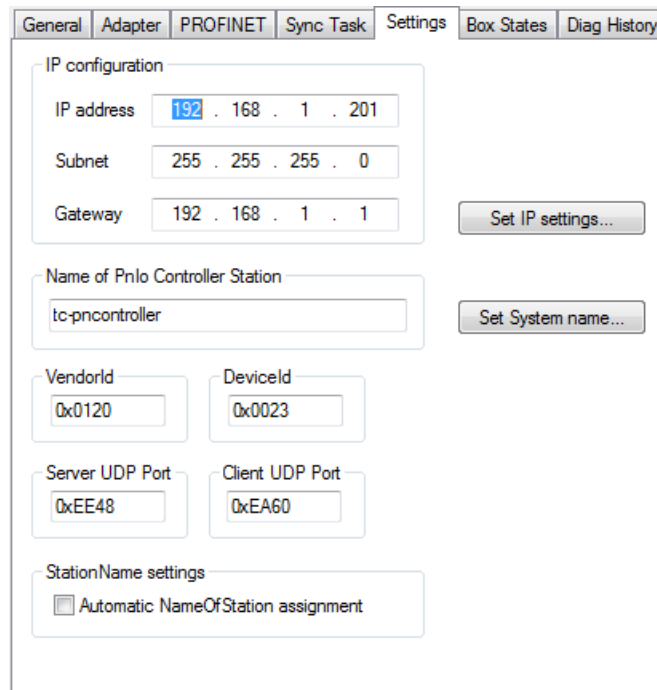 General Adapter PROFINET Sync Task Settings Box States Diag History
IP configuration
IP address 192 . 168 . 1 . 201
Subnet 255 . 255 . 255 . 0
Gateway 192 . 168 . 1 . 1
Set IP settings...
Name of PnIo Controller Station
tc-pncontroller
Set System name...
VendorId DeviceId
0x0120 0x0023
Server UDP Port Client UDP Port
0xEE48 0xEA60
StationName settings
Automatic NameOfStation assignment